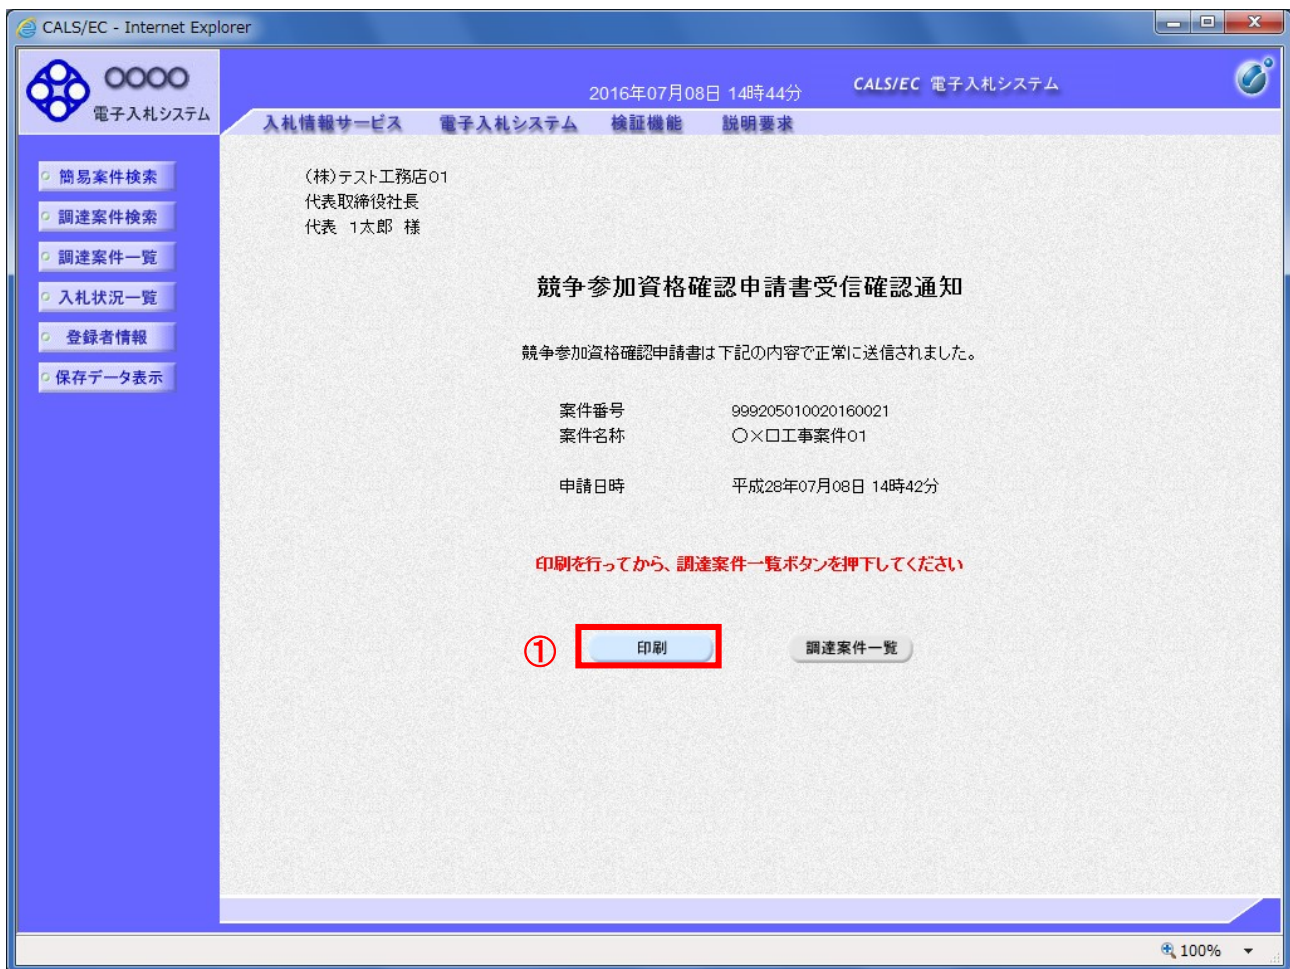 CALS/EC - Internet Explorer
○○○○
電子入札システム
2016年07月08日 14時44分
CALS/EC 電子入札システム
入札情報サービス 電子入札システム 検証機能 説明要求
簡易案件検索
調達案件検索
調達案件一覧
入札状況一覧
登録者情報
保存データ表示
(株)テスト工務店01
代表取締役社長
代表 1太郎 様
競争参加資格確認申請書受信確認通知
競争参加資格確認申請書は下記の内容で正常に送信されました。
案件番号 999205010020160021
案件名称 ○×口工事案件01
申請日時 平成28年07月08日 14時42分
印刷を行ってから、調達案件一覧ボタンを押下してください
① 印刷 調達案件一覧
100%